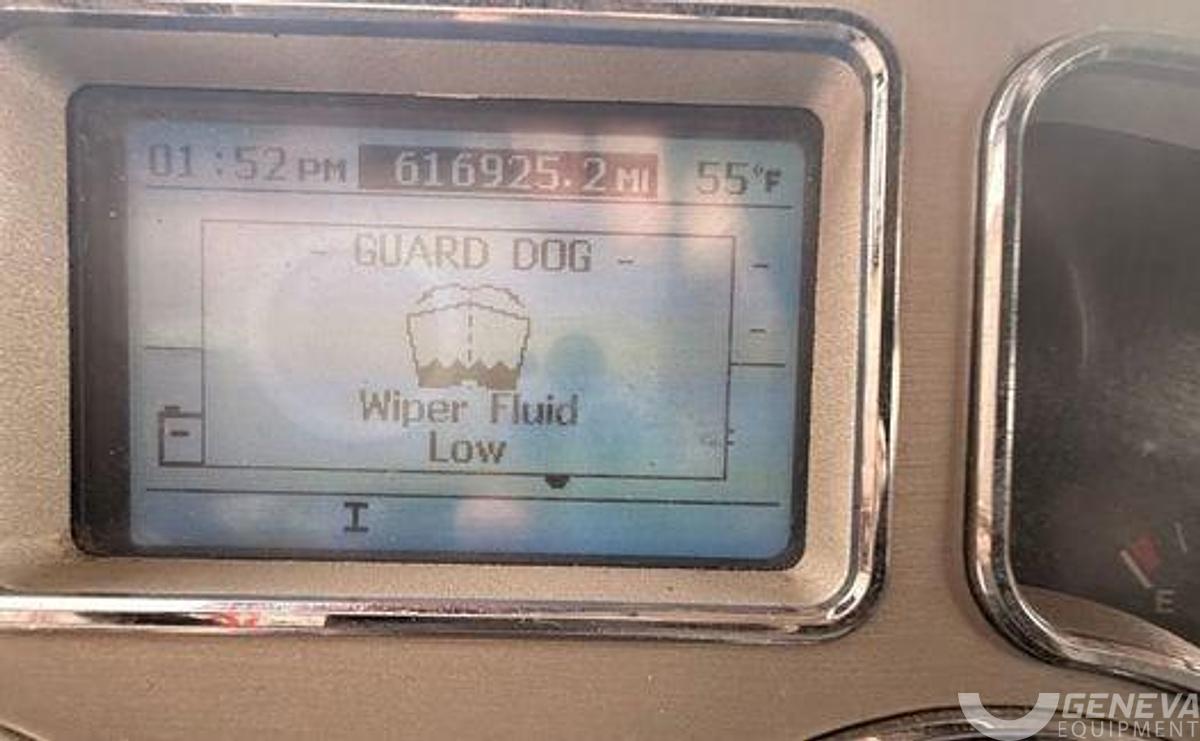 01:52 PM 616925.2 MI 55°F
- GUARD DOG -
Wiper Fluid
Low
I
E
GENEVA
EQUIPMENT